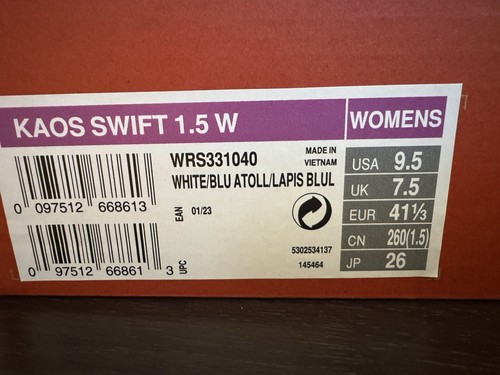 KAOS SWIFT 1.5 W
WOMENS
WRS331040
MADE IN
VIETNAM
WHITE/BLU ATOLL/LAPIS BLUL
0 097512 668613
EAN 01/23
0 97512 66861 3
UPC
5302534137
145464
USA 9.5
UK 7.5
EUR 41⅓
CN 260(1.5)
JP 26